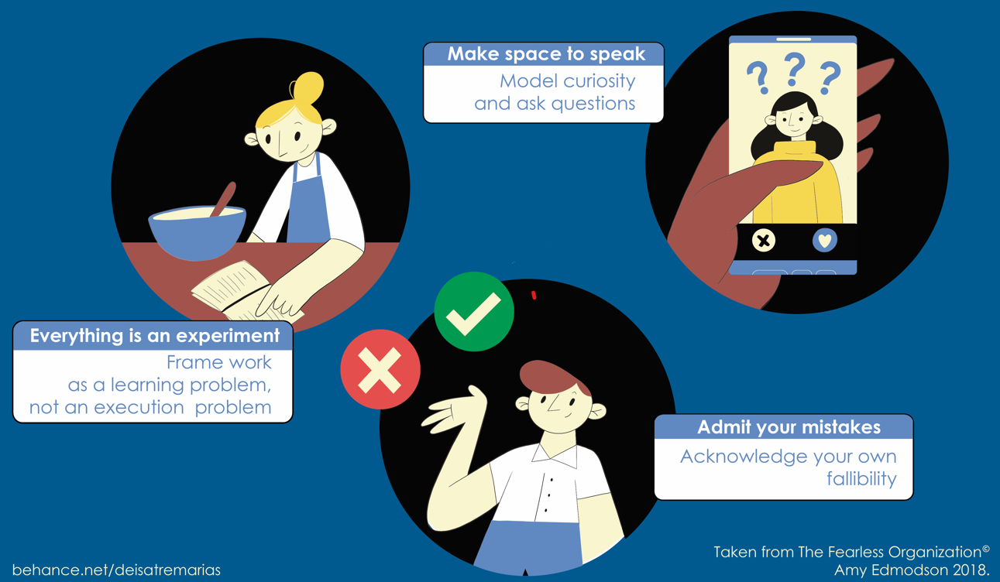 Make space to speak
Model curiosity
and ask questions
? ? ?
Everything is an experiment
Frame work
as a learning problem,
not an execution  problem
Admit your mistakes
Acknowledge your own
fallibility
Taken from The Fearless Organization©
Amy Edmodson 2018.
behance.net/deisatremarias